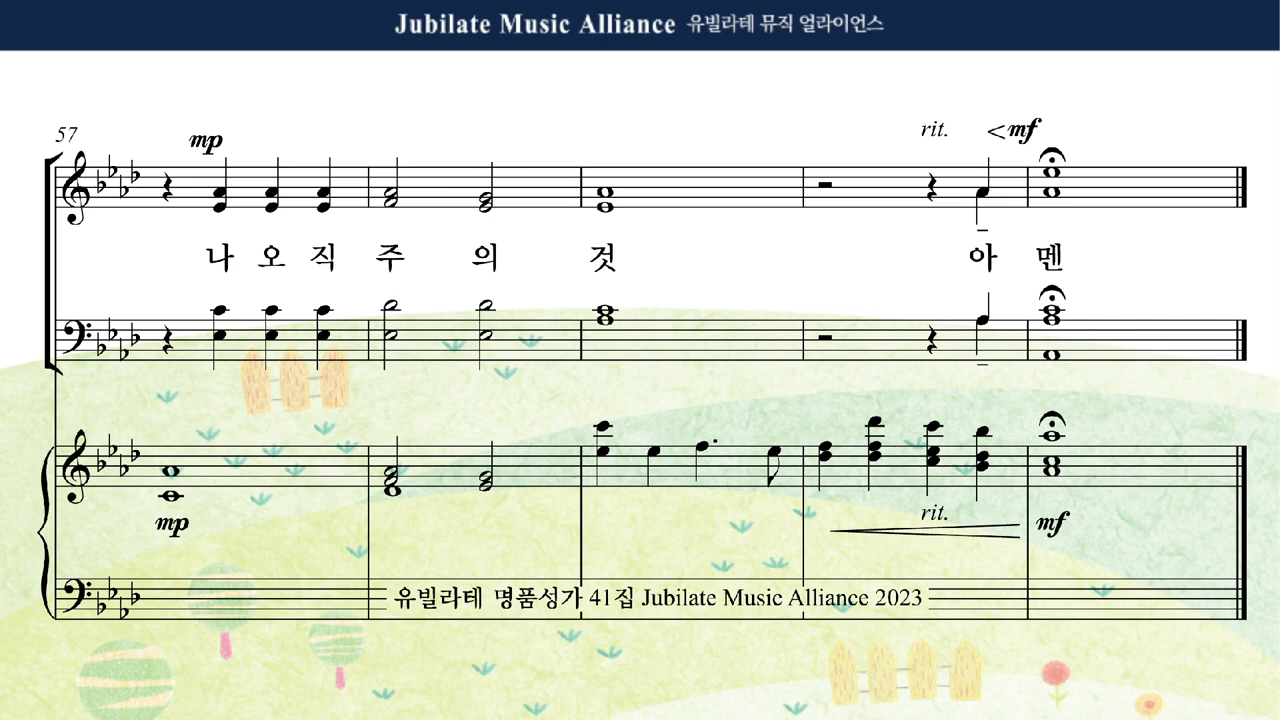 Jubilate Music Alliance 유빌라테 뮤직 얼라이언스
57
mp
rit. mf
나 오 직 주 의 것 아 멘
mp rit. mf
유빌라테 명품성가 41집 Jubilate Music Alliance 2023